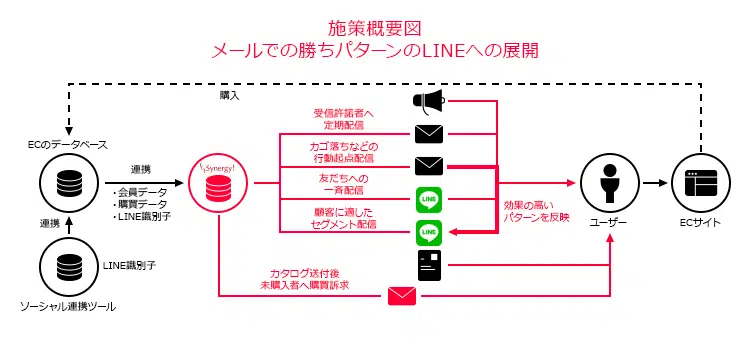 施策概要図
メールでの勝ちパターンのLINEへの展開
購入
受信許諾者へ
定期配信
ECのデータベース
カゴ落ちなどの
行動起点配信
連携
Synergy!
友だちへの
一斉配信
・会員データ
・購買データ
・LINE識別子
LINE
顧客に適した
セグメント配信
LINE
効果の高い
パターンを反映
ユーザー
ECサイト
連携
LINE識別子
カタログ送付後
未購入者へ購買訴求
ソーシャル連携ツール